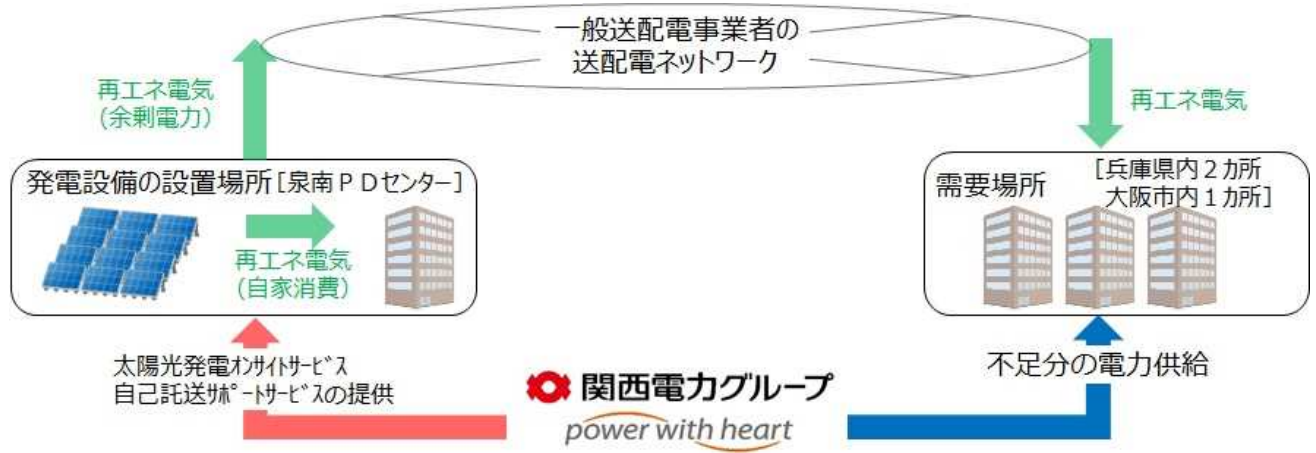 一般送配電事業者の
送配電ネットワーク
再エネ電気
(余剰電力)
再エネ電気
発電設備の設置場所[泉南ＰＤセンター]
再エネ電気
(自家消費)
需要場所
[兵庫県内２カ所
大阪市内１カ所]
太陽光発電ｵﾝｻｲﾄｻｰﾋﾞｽ
自己託送ｻﾎﾟｰﾄｻｰﾋﾞｽの提供
不足分の電力供給
関西電力グループ
power with heart